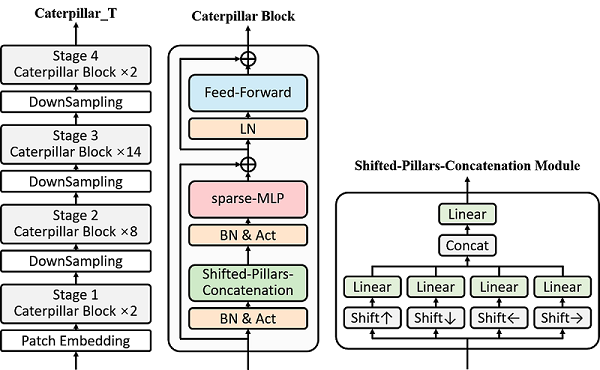 Caterpillar_T
Stage 4
Caterpillar Block ×2
DownSampling
Stage 3
Caterpillar Block ×14
DownSampling
Stage 2
Caterpillar Block ×8
DownSampling
Stage 1
Caterpillar Block ×2
Patch Embedding
Caterpillar Block
Feed-Forward
LN
sparse-MLP
BN & Act
Shifted-Pillars-
Concatenation
BN & Act
Shifted-Pillars-Concatenation Module
Linear
Concat
Linear Linear Linear Linear
Shift↑ Shift↓ Shift← Shift→